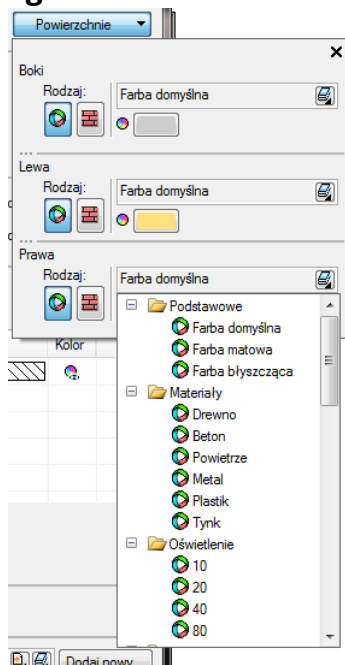 Powierzchnie
Boki
Rodzaj:
Farba domyślna
Lewa
Rodzaj:
Farba domyślna
Prawa
Rodzaj:
Farba domyślna
Podstawowe
Farba domyślna
Farba matowa
Farba błyszcząca
Materiały
Drewno
Beton
Powietrze
Metal
Plastik
Tynk
Oświetlenie
10
20
40
80
Kolor
Dodaj nowy